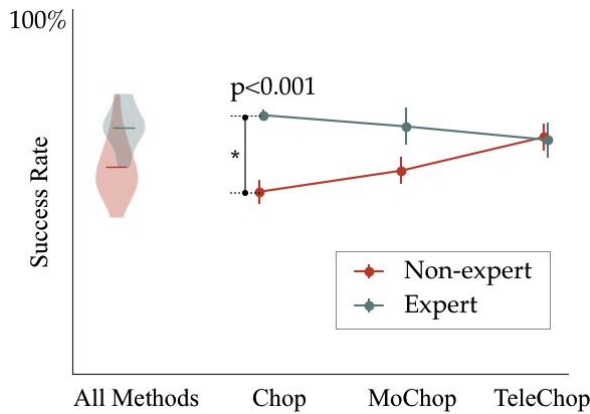 100%
p<0.001
*
Success Rate
Non-expert
Expert
All Methods
Chop
MoChop
TeleChop